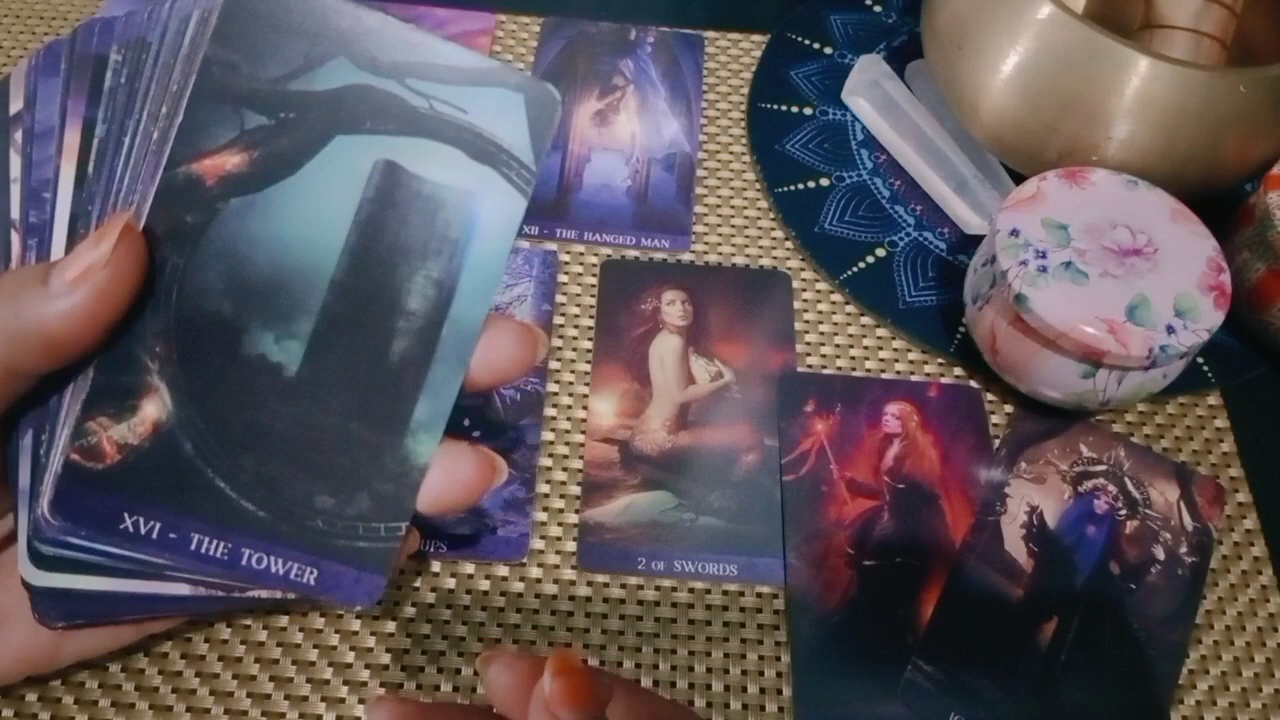 XII - THE HANGED MAN
XVI - THE TOWER
UPS
2 OF SWORDS